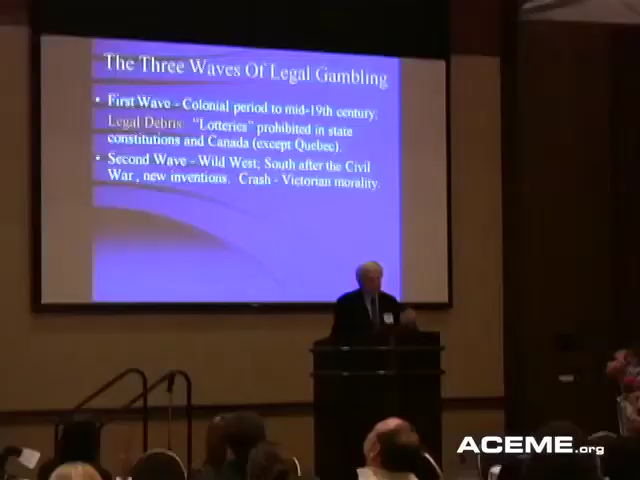 The Three Waves Of Legal Gambling
• First Wave - Colonial period to mid-19th century.
Legal Debris: "Lotteries" prohibited in state
constitutions and Canada (except Quebec).
• Second Wave - Wild West; South after the Civil
War, new inventions. Crash - Victorian morality.
ACEME.org